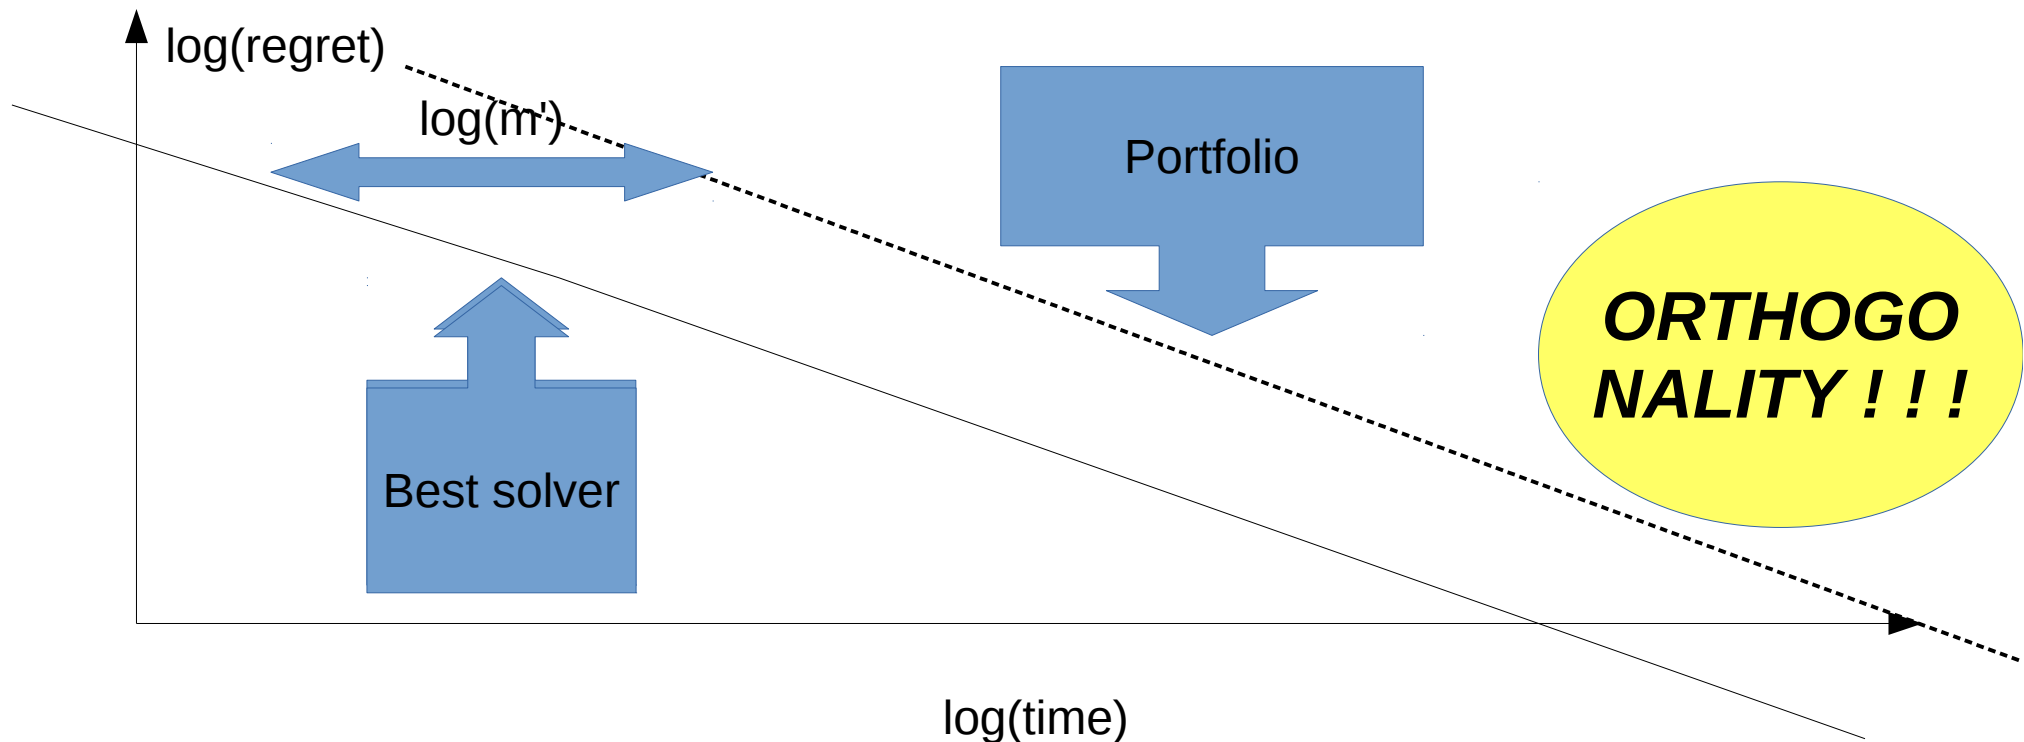 log(regret)
log(m')
Portfolio
ORTHOGO
NALITY ! ! !
Best solver
log(time)